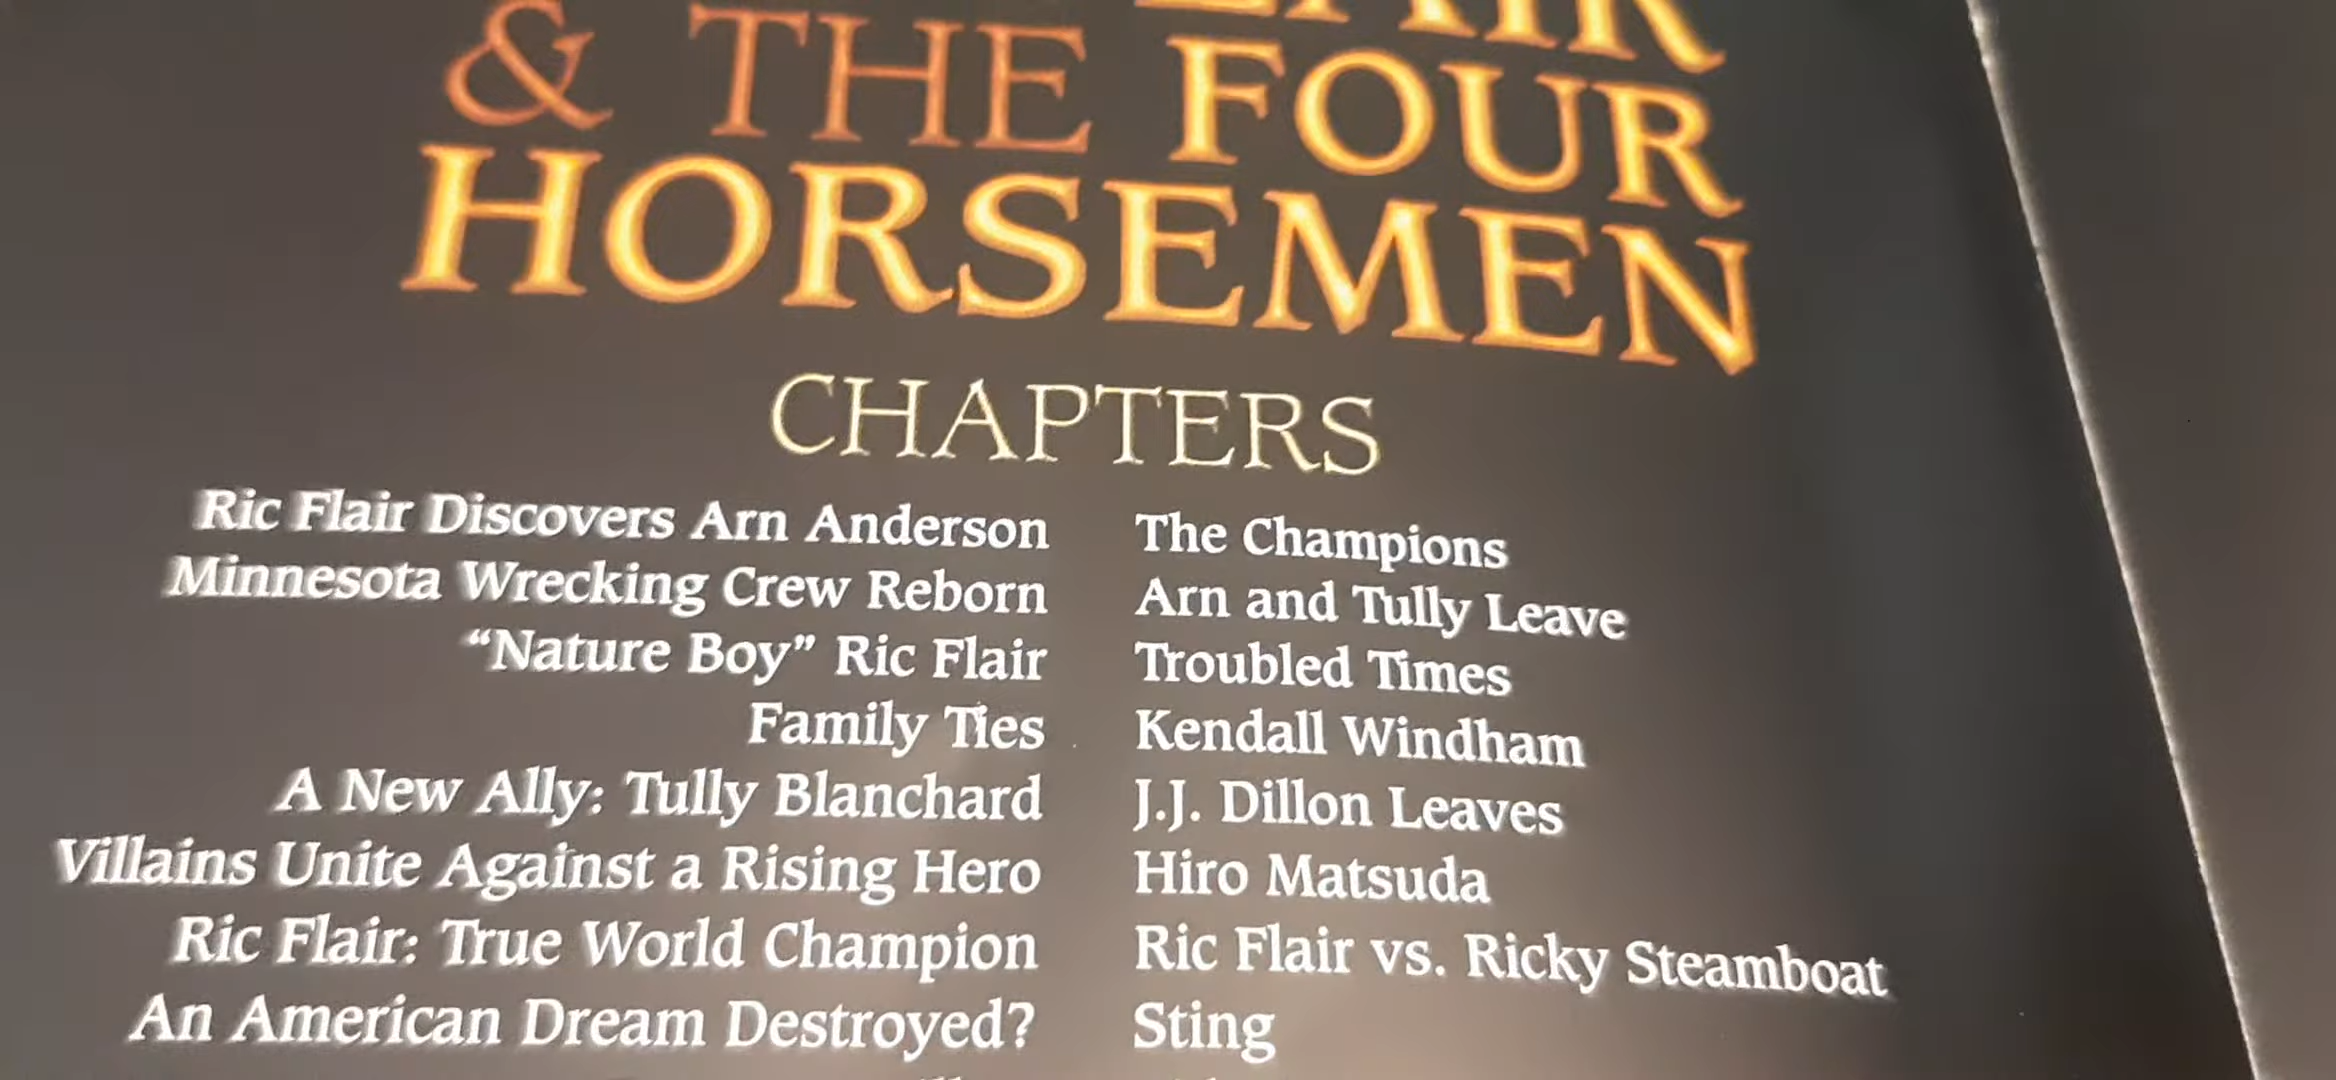 & THE FOUR
HORSEMEN
CHAPTERS
Ric Flair Discovers Arn Anderson
Minnesota Wrecking Crew Reborn
“Nature Boy” Ric Flair
Family Ties
A New Ally: Tully Blanchard
Villains Unite Against a Rising Hero
Ric Flair: True World Champion
An American Dream Destroyed?
The Champions
Arn and Tully Leave
Troubled Times
Kendall Windham
J.J. Dillon Leaves
Hiro Matsuda
Ric Flair vs. Ricky Steamboat
Sting